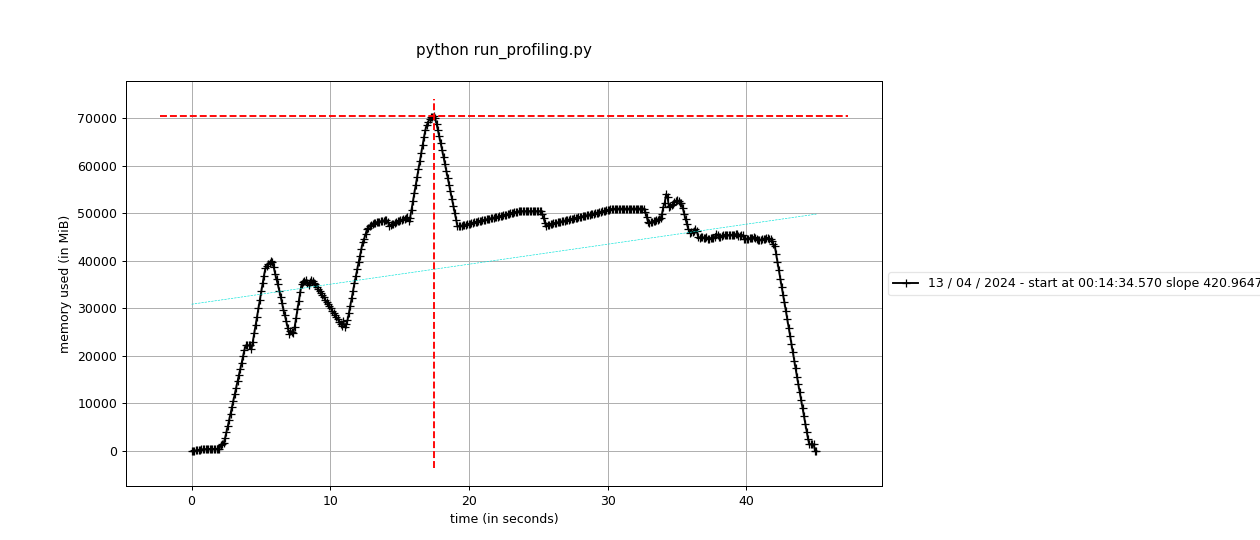 python run_profiling.py
memory used (in MiB)
70000
60000
50000
40000
30000
20000
10000
0
0 10 20 30 40
time (in seconds)
13 / 04 / 2024 - start at 00:14:34.570 slope 420.9647